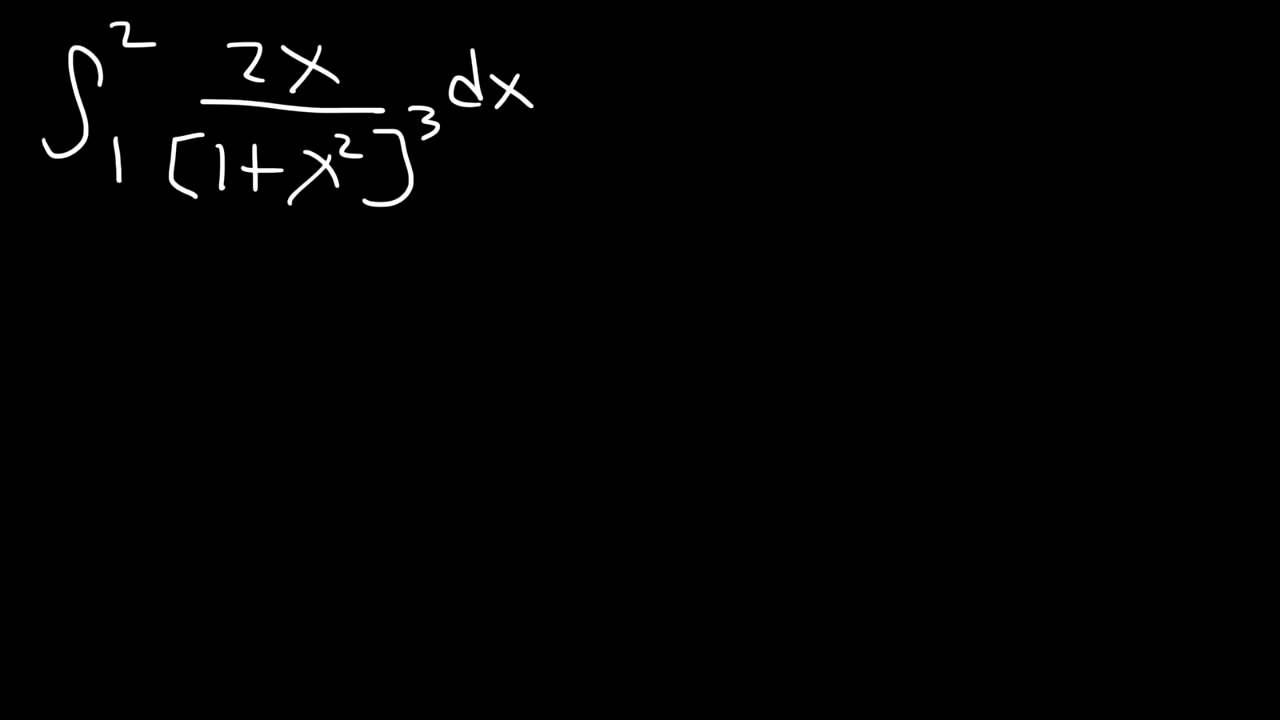 ∫₁² 2x / [1+x²]³ dx